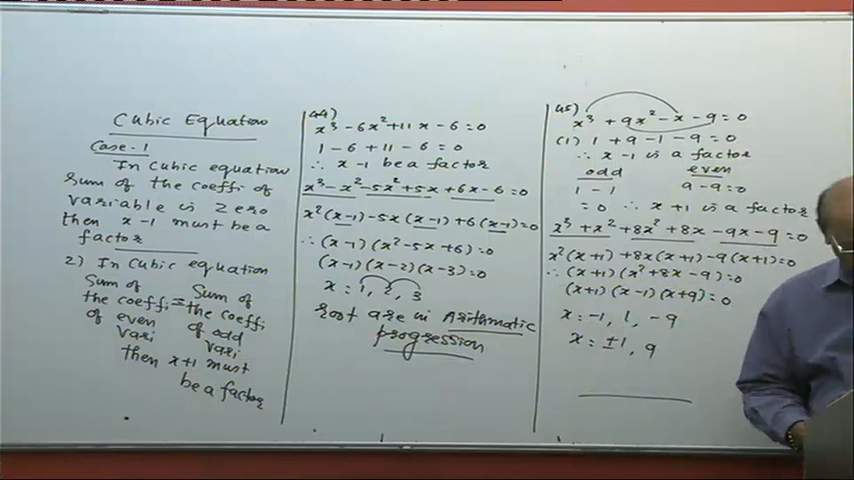 Cubic Equation
Case-1
In cubic equation
sum of the coeffi of
variable is zero
then x-1 must be a
factor
2) In cubic equation
Sum of the coeffi of even vari = Sum of the coeffi of odd vari
then x+1 must
be a factor
44)
x³-6x²+11x-6=0
1-6+11-6=0
∴ x-1 be a factor
x³-x²-5x²+5x+6x-6=0
x²(x-1)-5x(x-1)+6(x-1)=0
∴ (x-1)(x²-5x+6)=0
(x-1)(x-2)(x-3)=0
x=1,2,3
root are in Arithmatic
progression
45)
x³+9x²-x-9=0
(1) 1+9-1-9=0
∴ x-1 is a factor
odd even
1-1 9-9=0
=0 ∴ x+1 is a factor
x³+x²+8x²+8x-9x-9=0
x²(x+1)+8x(x+1)-9(x+1)=0
∴ (x+1)(x²+8x-9)=0
(x+1)(x-1)(x+9)=0
x=-1, 1, -9
x=±1, 9